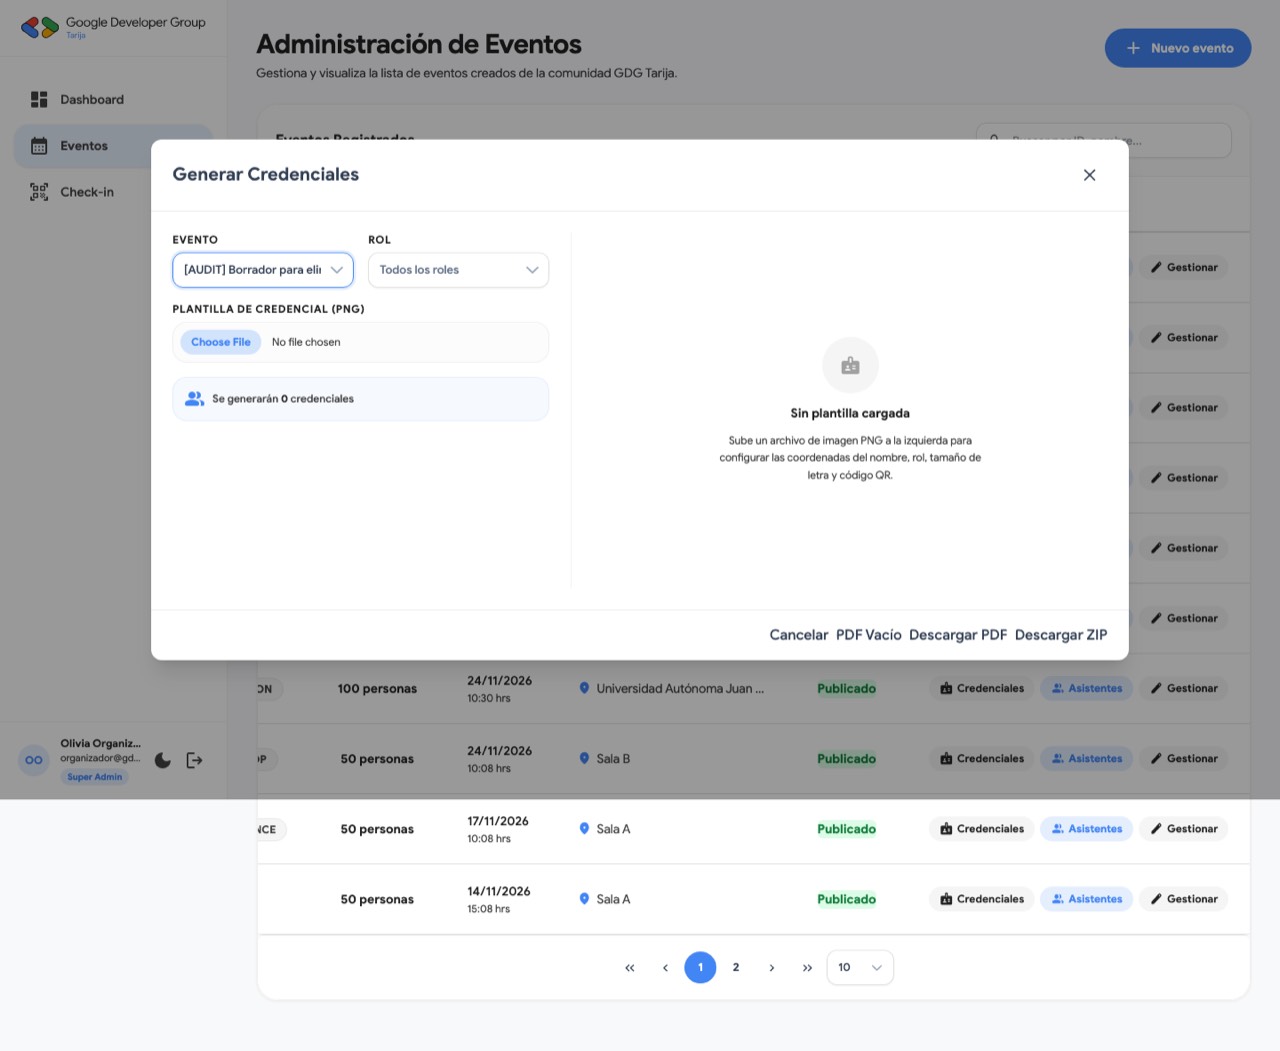 Google Developer Group
Tarija
Dashboard
Eventos
Check-in
Administración de Eventos
Gestiona y visualiza la lista de eventos creados de la comunidad GDG Tarija.
+ Nuevo evento
Eventos Registrados
Generar Credenciales
EVENTO
[AUDIT] Borrador para elir
ROL
Todos los roles
PLANTILLA DE CREDENCIAL (PNG)
Choose File No file chosen
Se generarán 0 credenciales
Sin plantilla cargada
Sube un archivo de imagen PNG a la izquierda para
configurar las coordenadas del nombre, rol, tamaño de
letra y código QR.
Cancelar PDF Vacío Descargar PDF Descargar ZIP
Gestionar
Gestionar
Gestionar
Gestionar
Gestionar
Gestionar
ON 100 personas 24/11/2026 10:30 hrs Universidad Autónoma Juan ... Publicado Credenciales Asistentes Gestionar
OP 50 personas 24/11/2026 10:08 hrs Sala B Publicado Credenciales Asistentes Gestionar
NCE 50 personas 17/11/2026 10:08 hrs Sala A Publicado Credenciales Asistentes Gestionar
50 personas 14/11/2026 15:08 hrs Sala A Publicado Credenciales Asistentes Gestionar
« ‹ 1 2 › » 10
Olivia Organiz...
organizador@gd...
Super Admin
OO